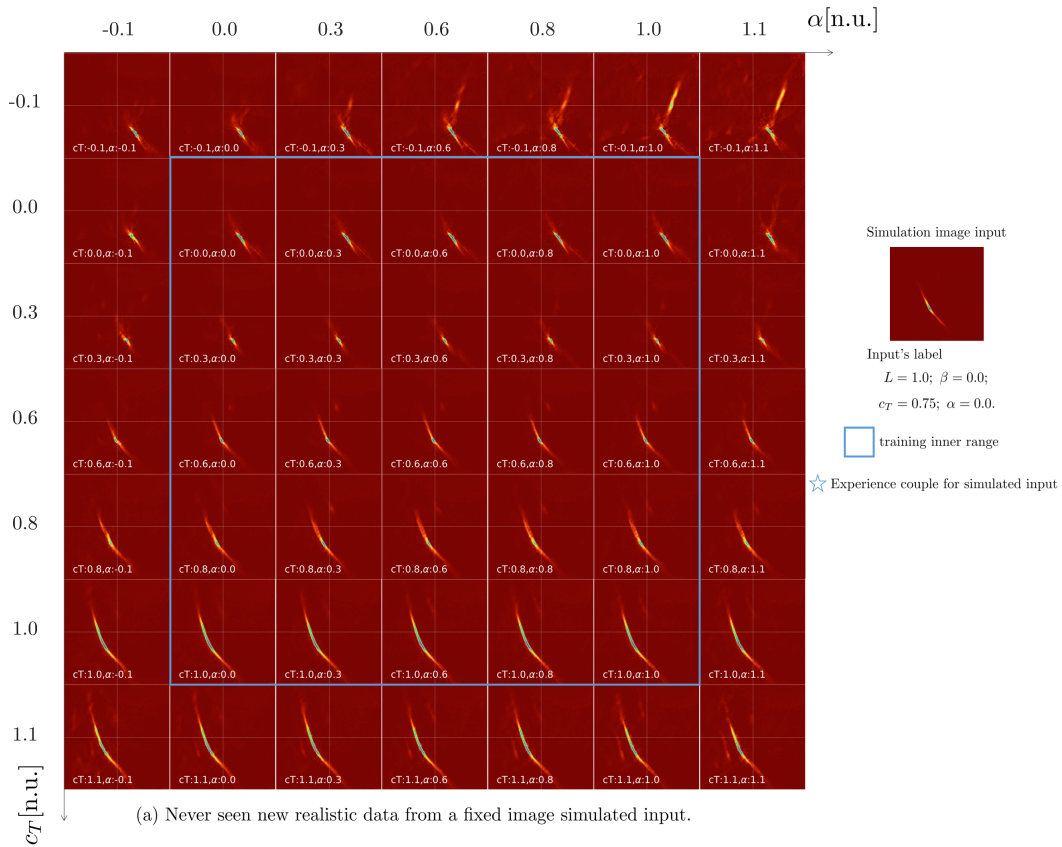 α[n.u.]
-0.1 0.0 0.3 0.6 0.8 1.0 1.1
-0.1
cT:-0.1,α:-0.1 cT:-0.1,α:0.0 cT:-0.1,α:0.3 cT:-0.1,α:0.6 cT:-0.1,α:0.8 cT:-0.1,α:1.0 cT:-0.1,α:1.1
0.0
cT:0.0,α:-0.1 cT:0.0,α:0.0 cT:0.0,α:0.3 cT:0.0,α:0.6 cT:0.0,α:0.8 cT:0.0,α:1.0 cT:0.0,α:1.1
0.3
cT:0.3,α:-0.1 cT:0.3,α:0.0 cT:0.3,α:0.3 cT:0.3,α:0.6 cT:0.3,α:0.8 cT:0.3,α:1.0 cT:0.3,α:1.1
0.6
cT:0.6,α:-0.1 cT:0.6,α:0.0 cT:0.6,α:0.3 cT:0.6,α:0.6 cT:0.6,α:0.8 cT:0.6,α:1.0 cT:0.6,α:1.1
0.8
cT:0.8,α:-0.1 cT:0.8,α:0.0 cT:0.8,α:0.3 cT:0.8,α:0.6 cT:0.8,α:0.8 cT:0.8,α:1.0 cT:0.8,α:1.1
1.0
cT:1.0,α:-0.1 cT:1.0,α:0.0 cT:1.0,α:0.3 cT:1.0,α:0.6 cT:1.0,α:0.8 cT:1.0,α:1.0 cT:1.0,α:1.1
1.1
cT:1.1,α:-0.1 cT:1.1,α:0.0 cT:1.1,α:0.3 cT:1.1,α:0.6 cT:1.1,α:0.8 cT:1.1,α:1.0 cT:1.1,α:1.1
c_T[n.u.]
Simulation image input
Input's label
L = 1.0; β = 0.0;
c_T = 0.75; α = 0.0.
training inner range
Experience couple for simulated input
(a) Never seen new realistic data from a fixed image simulated input.